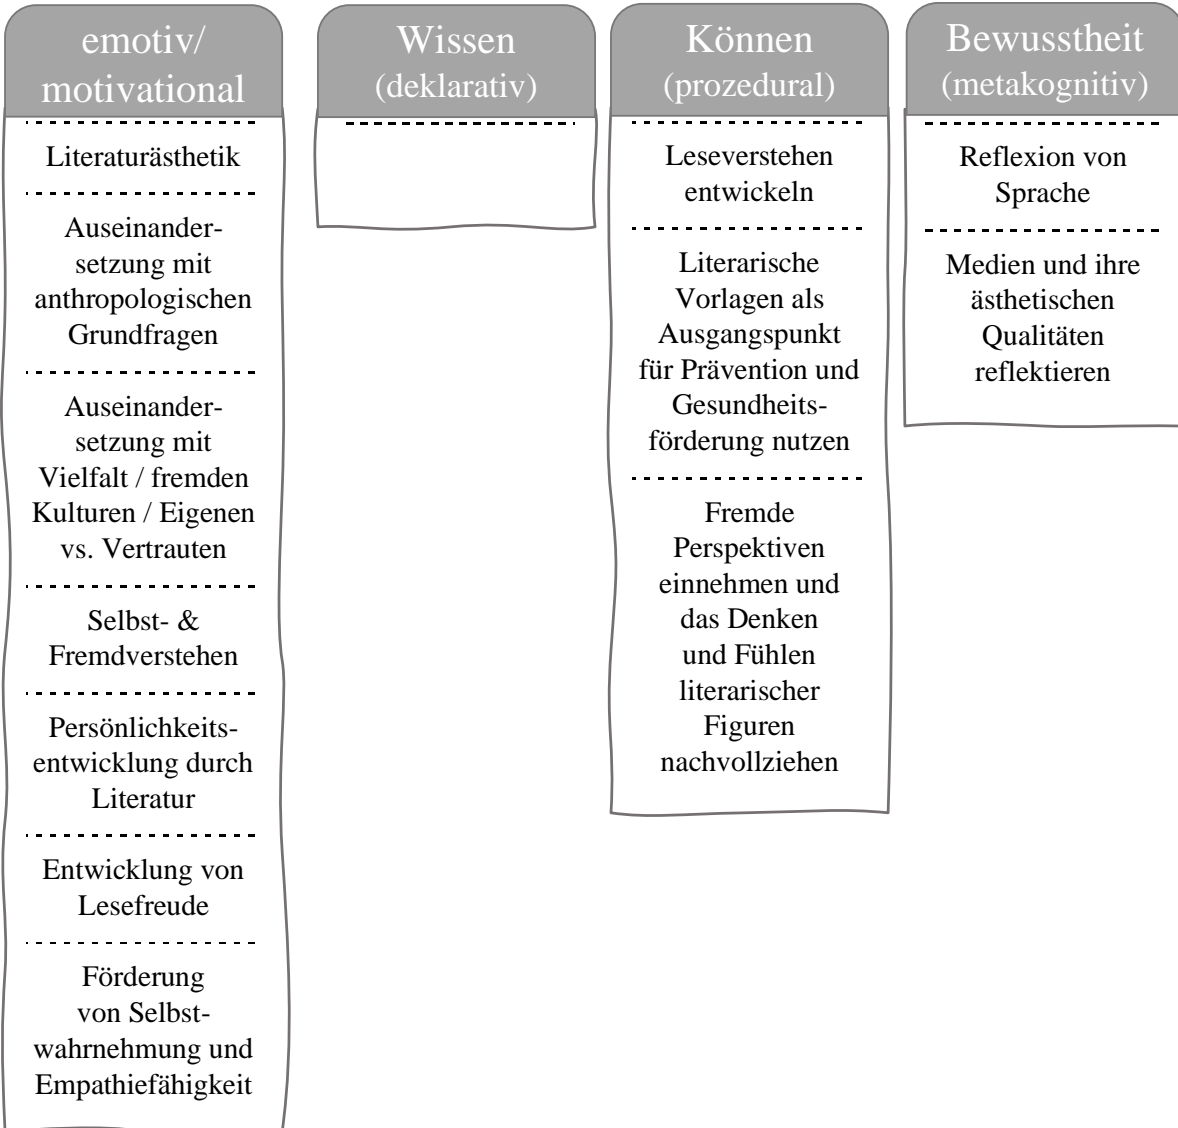 emotiv/
motivational
Literaturästhetik
Auseinander-
setzung mit
anthropologischen
Grundfragen
Auseinander-
setzung mit
Vielfalt / fremden
Kulturen / Eigenen
vs. Vertrauten
Selbst- &
Fremdverstehen
Persönlichkeits-
entwicklung durch
Literatur
Entwicklung von
Lesefreude
Förderung
von Selbst-
wahrnehmung und
Empathiefähigkeit
Wissen
(deklarativ)
Können
(prozedural)
Leseverstehen
entwickeln
Literarische
Vorlagen als
Ausgangspunkt
für Prävention und
Gesundheits-
förderung nutzen
Fremde
Perspektiven
einnehmen und
das Denken
und Fühlen
literarischer
Figuren
nachvollziehen
Bewusstheit
(metakognitiv)
Reflexion von
Sprache
Medien und ihre
ästhetischen
Qualitäten
reflektieren